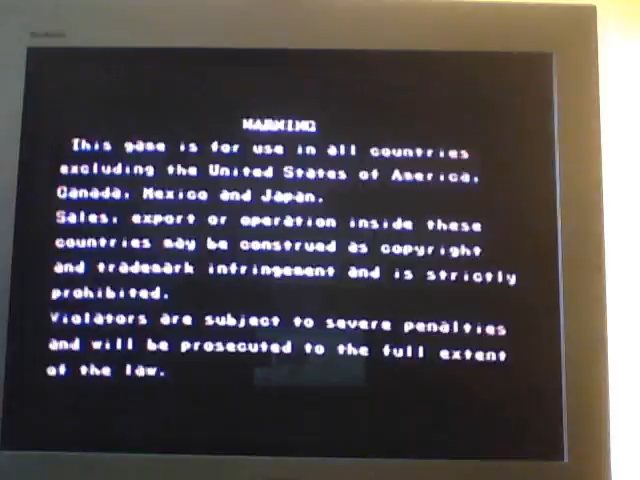 WARNING
This game is for use in all countries
excluding the United States of America,
Canada, Mexico and Japan.
Sales, export or operation inside these
countries may be construed as copyright
and trademark infringement and is strictly
prohibited.
Violators are subject to severe penalties
and will be prosecuted to the full extent
of the law.